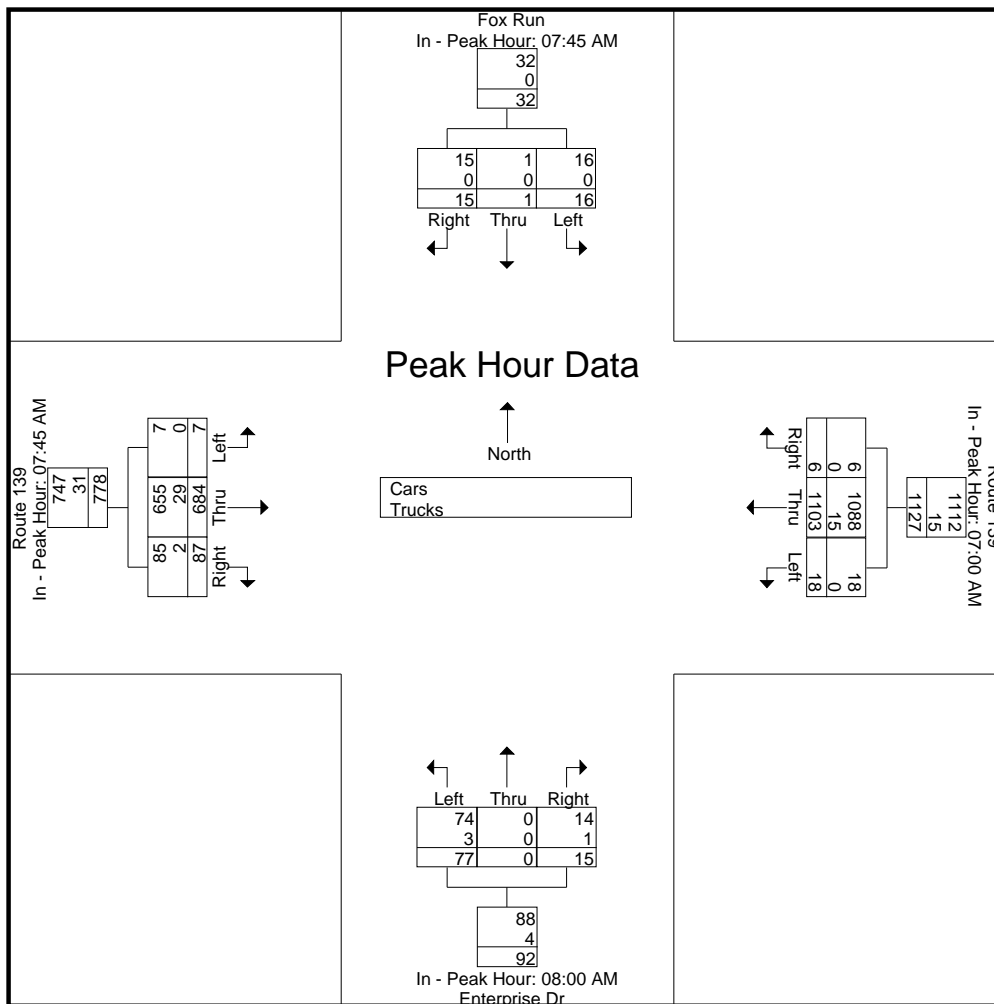 Fox Run
In - Peak Hour: 07:45 AM
32
0
32
15 1 16
0 0 0
15 1 16
Right Thru Left
Peak Hour Data
North
Cars
Trucks
Route 139
In - Peak Hour: 07:45 AM
747
31
778
7 0 7
Left
655 29 684
Thru
85 2 87
Right
Right
6 0 6
Thru
1103 15 1088
Left
18 0 18
1112
15
1127
In - Peak Hour: 07:00 AM
Route 139
Left Thru Right
74 0 14
3 0 1
77 0 15
88
4
92
In - Peak Hour: 08:00 AM
Enterprise Dr